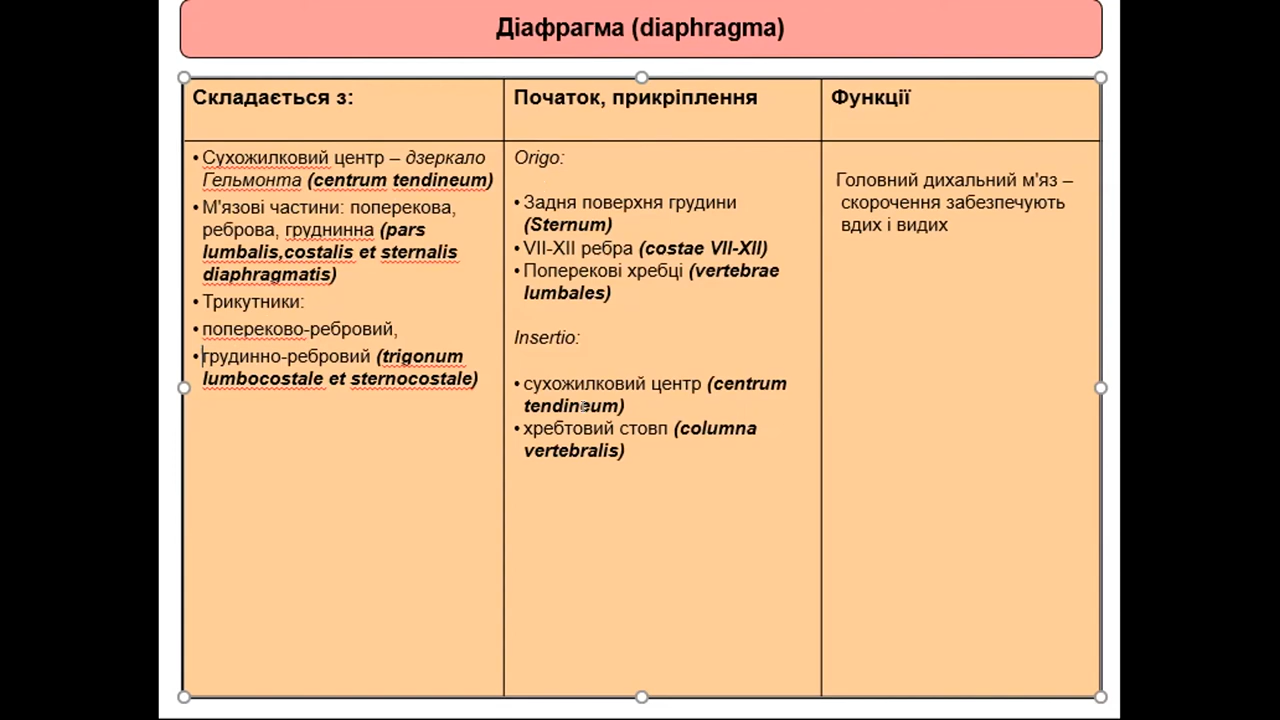 Діафрагма (diaphragma)
Складається з:
Початок, прикріплення
Функції
• Сухожилковий центр – дзеркало
Гельмонта (centrum tendineum)
• М'язові частини: поперекова,
реброва, груднинна (pars
lumbalis,costalis et sternalis
diaphragmatis)
• Трикутники:
• попереково-ребровий,
• грудинно-ребровий (trigonum
lumbocostale et sternocostale)
Origo:
• Задня поверхня грудини
(Sternum)
• VII-XII ребра (costae VII-XII)
• Поперекові хребці (vertebrae
lumbales)
Insertio:
• сухожилковий центр (centrum
tendineum)
• хребтовий стовп (columna
vertebralis)
Головний дихальний м'яз –
скорочення забезпечують
вдих і видих